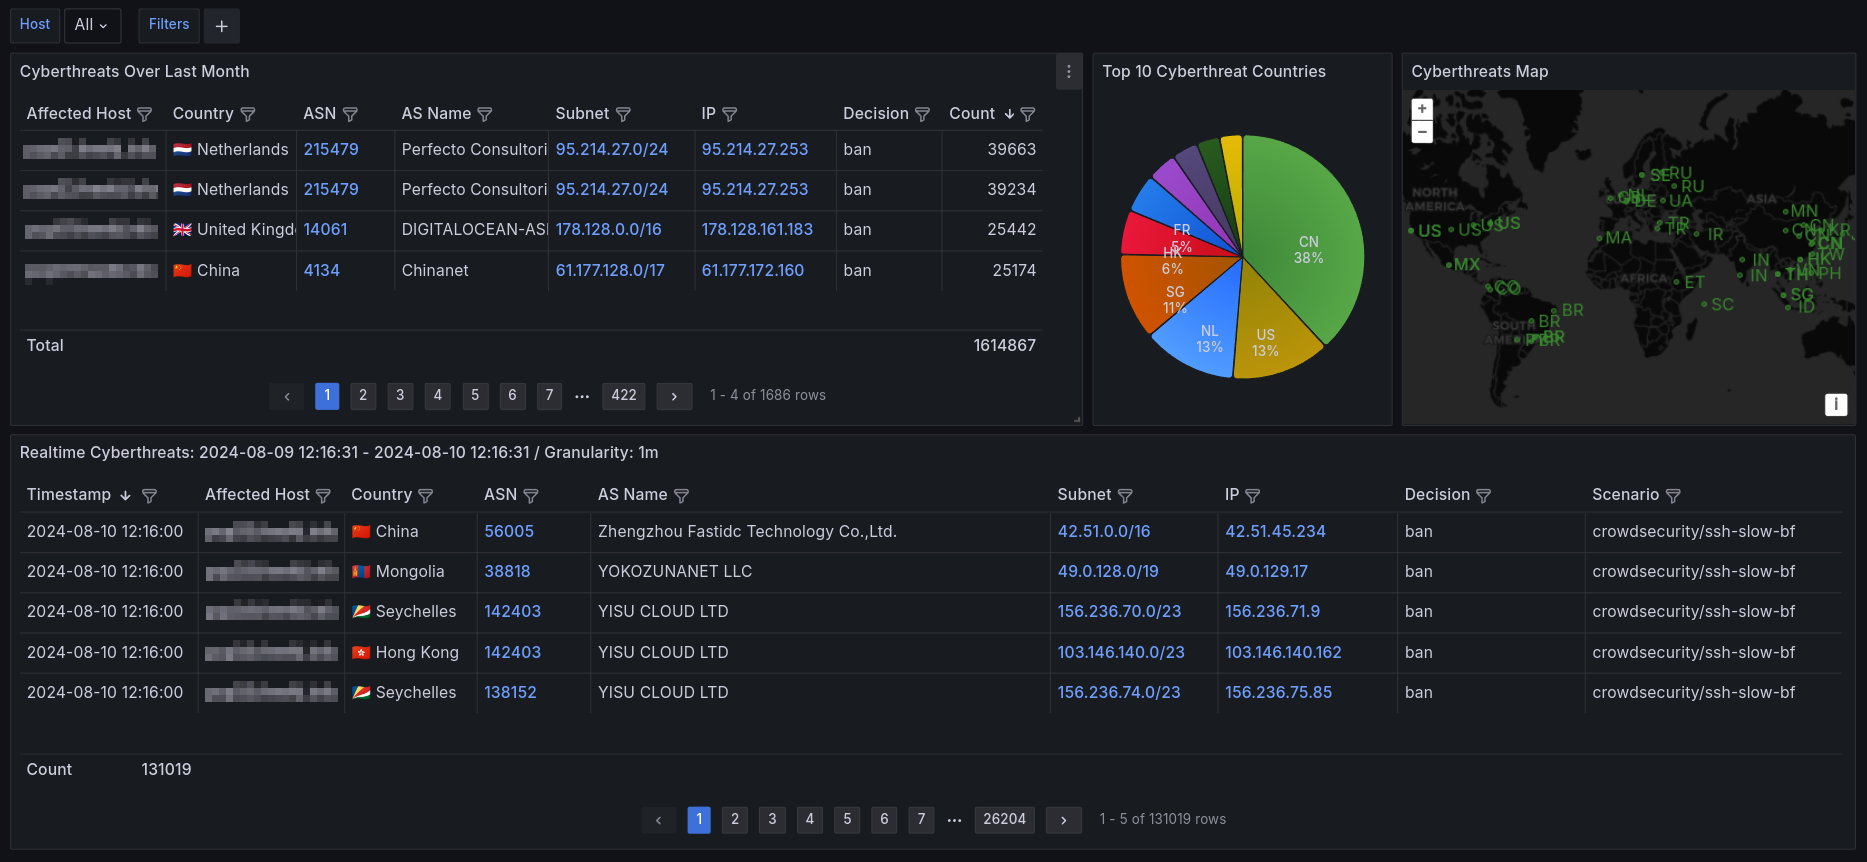 Host All Filters +
Cyberthreats Over Last Month
Affected Host Country ASN AS Name Subnet IP Decision Count
Netherlands 215479 Perfecto Consultori 95.214.27.0/24 95.214.27.253 ban 39663
Netherlands 215479 Perfecto Consultori 95.214.27.0/24 95.214.27.253 ban 39234
United Kingd 14061 DIGITALOCEAN-AS 178.128.0.0/16 178.128.161.183 ban 25442
China 4134 Chinanet 61.177.128.0/17 61.177.172.160 ban 25174
Total 1614867
‹ 1 2 3 4 5 6 7 ••• 422 › 1 - 4 of 1686 rows
Top 10 Cyberthreat Countries
FR
5%
HK
6%
SG
11%
NL
13%
US
13%
CN
38%
Cyberthreats Map
+
−
NORTH
AMERICA
ASIA
AFRICA
SOUTH
SE
RU
RU
DE
UA
MN
US
US
US
TR
TR
IR
MA
KR
CN
TW
MX
IN
IN
HK
TH
PH
CO
ET
SC
SG
ID
BR
BR
BR
i
Realtime Cyberthreats: 2024-08-09 12:16:31 - 2024-08-10 12:16:31 / Granularity: 1m
Timestamp Affected Host Country ASN AS Name Subnet IP Decision Scenario
2024-08-10 12:16:00 China 56005 Zhengzhou Fastidc Technology Co.,Ltd. 42.51.0.0/16 42.51.45.234 ban crowdsecurity/ssh-slow-bf
2024-08-10 12:16:00 Mongolia 38818 YOKOZUNANET LLC 49.0.128.0/19 49.0.129.17 ban crowdsecurity/ssh-slow-bf
2024-08-10 12:16:00 Seychelles 142403 YISU CLOUD LTD 156.236.70.0/23 156.236.71.9 ban crowdsecurity/ssh-slow-bf
2024-08-10 12:16:00 Hong Kong 142403 YISU CLOUD LTD 103.146.140.0/23 103.146.140.162 ban crowdsecurity/ssh-slow-bf
2024-08-10 12:16:00 Seychelles 138152 YISU CLOUD LTD 156.236.74.0/23 156.236.75.85 ban crowdsecurity/ssh-slow-bf
Count 131019
‹ 1 2 3 4 5 6 7 ••• 26204 › 1 - 5 of 131019 rows